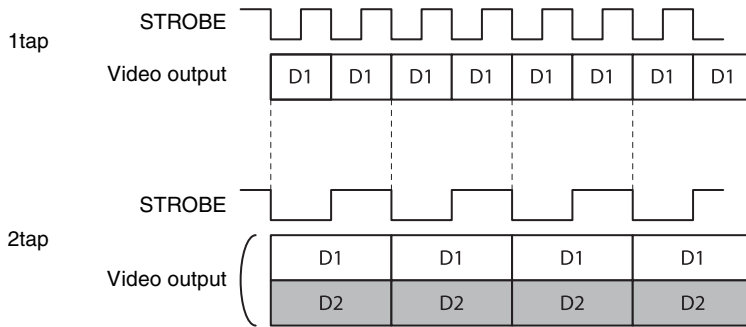 1tap
STROBE
Video output D1 D1 D1 D1 D1 D1 D1 D1
2tap
STROBE
Video output
D1 D1 D1 D1
D2 D2 D2 D2